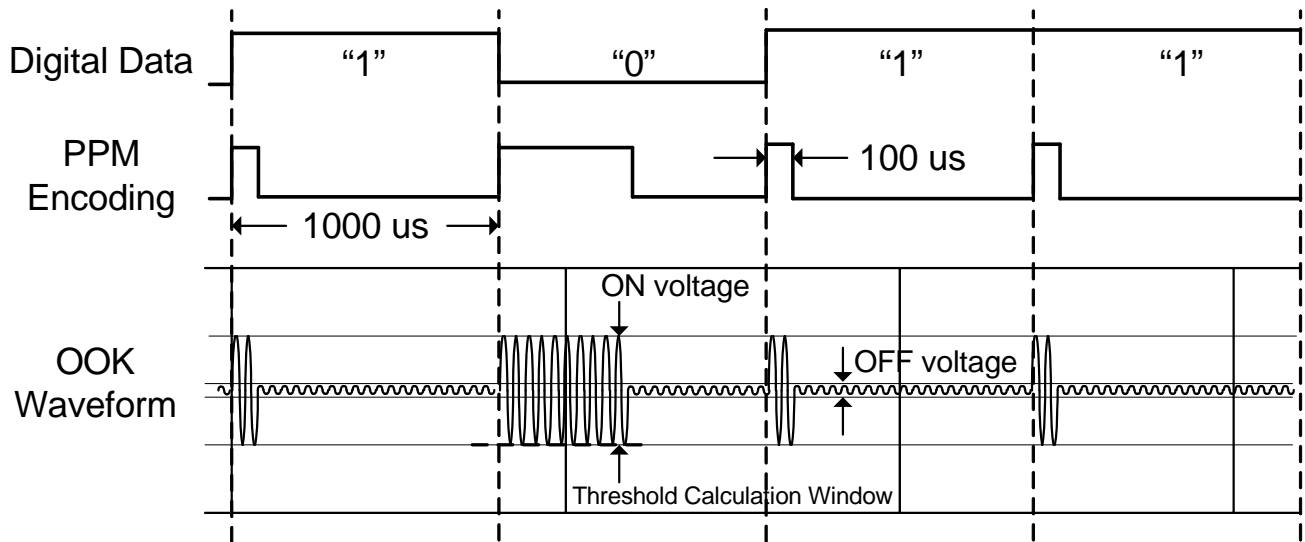 Digital Data
“1”
“0”
“1”
“1”
PPM
Encoding
100 us
1000 us
ON voltage
OOK
Waveform
OFF voltage
Threshold Calculation Window